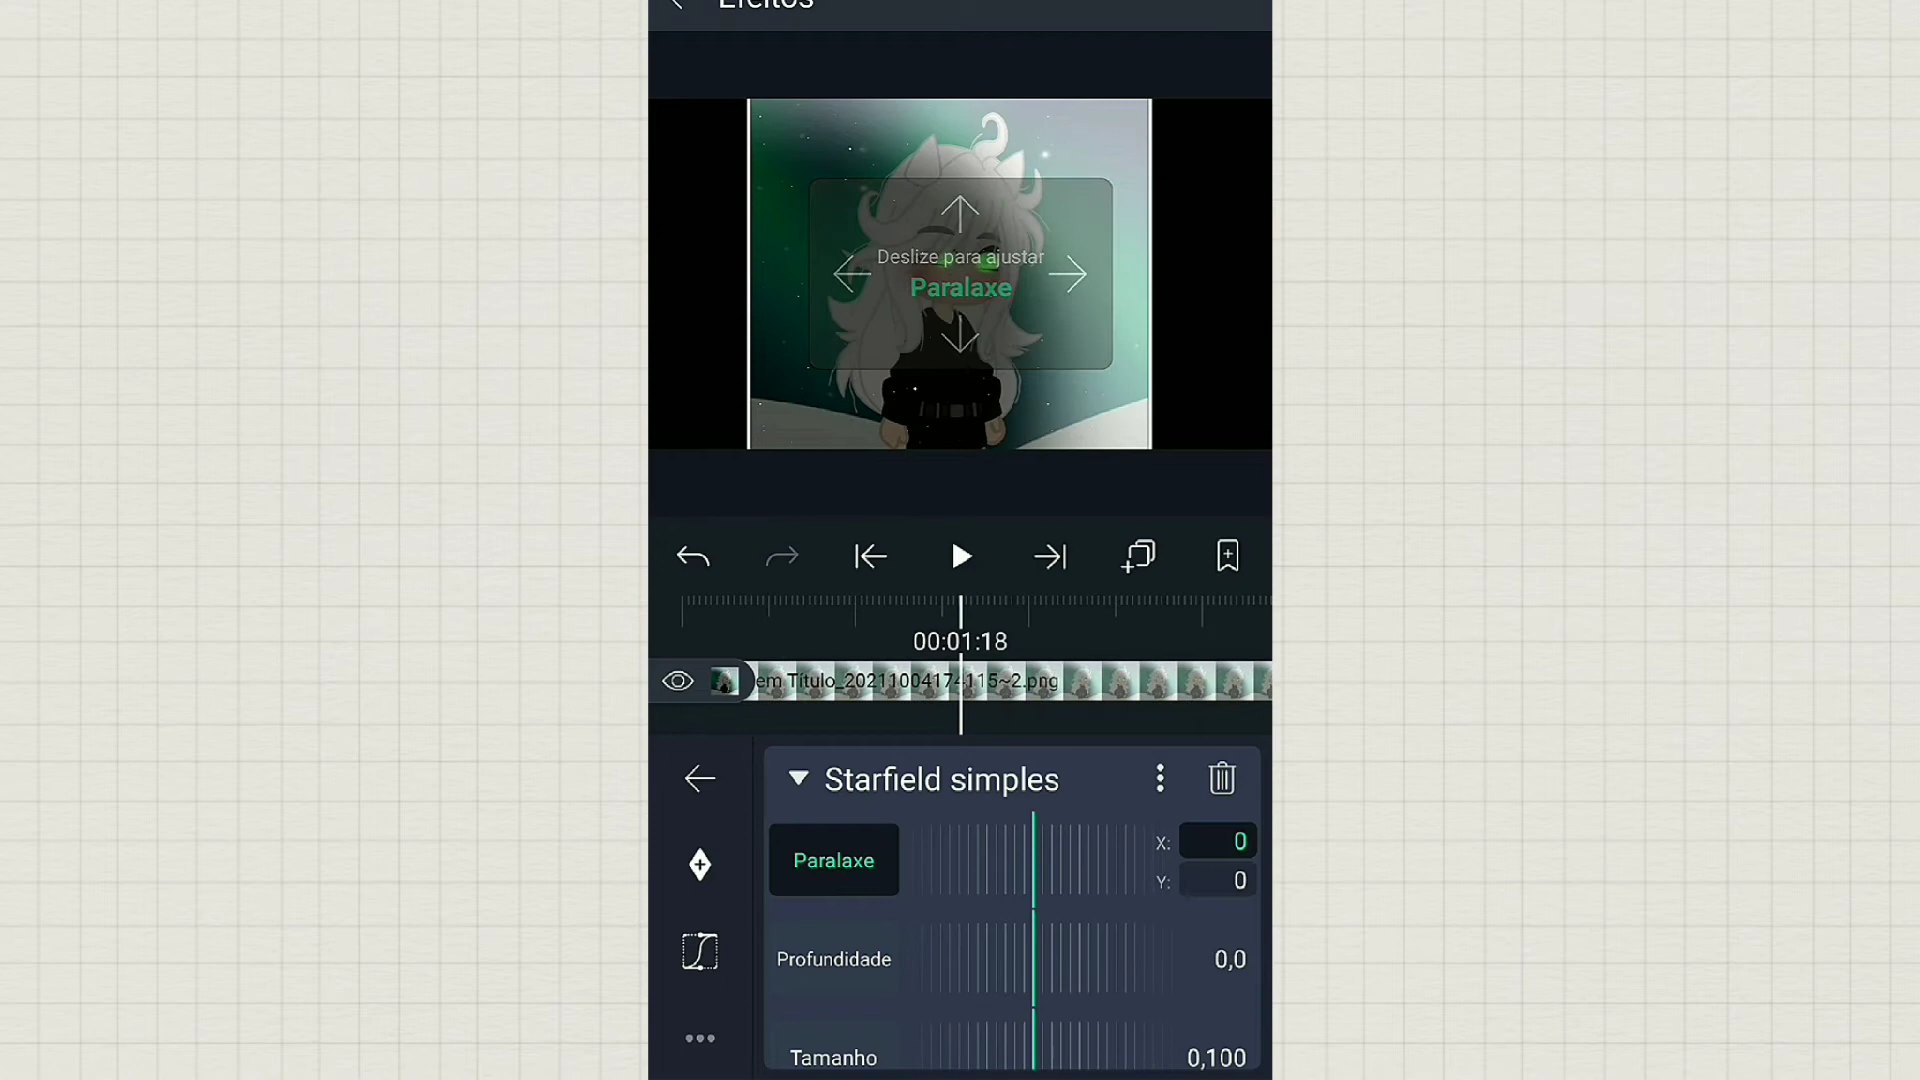 Efeitos
Deslize para ajustar
Paralaxe
00:01:18
em Título_20211004174115~2.png
Starfield simples
Paralaxe
X: 0
Y: 0
Profundidade 0,0
Tamanho 0,100